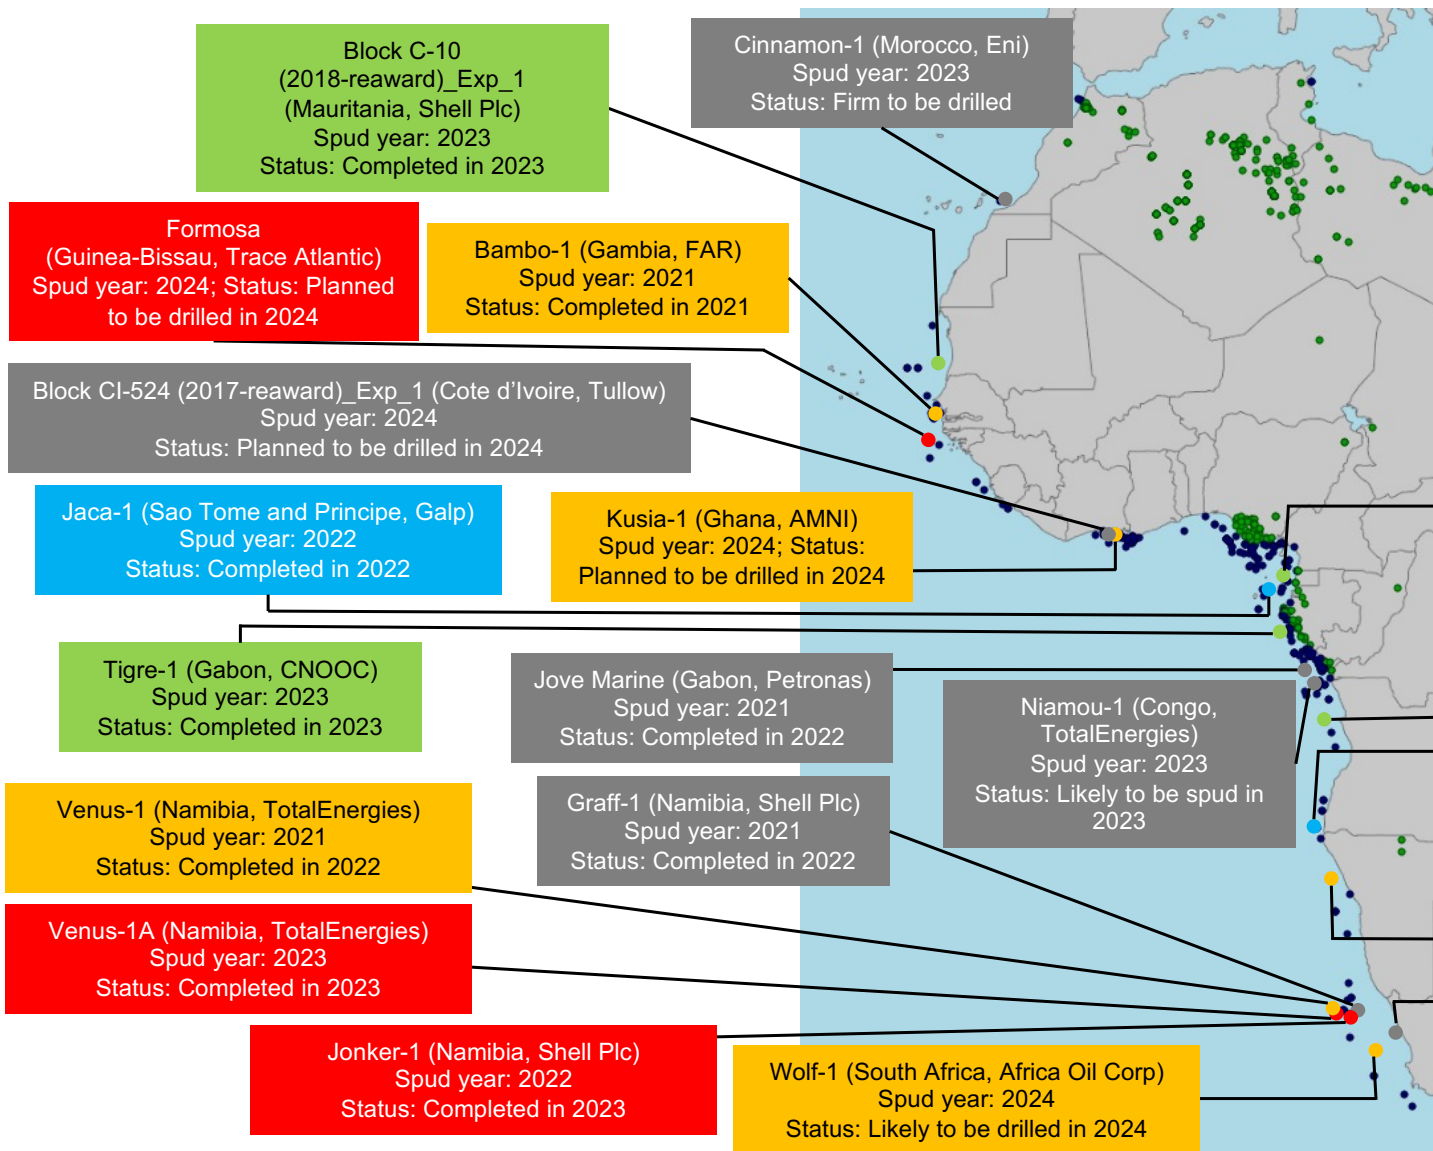 Block C-10
(2018-reaward)_Exp_1
(Mauritania, Shell Plc)
Spud year: 2023
Status: Completed in 2023
Cinnamon-1 (Morocco, Eni)
Spud year: 2023
Status: Firm to be drilled
Formosa
(Guinea-Bissau, Trace Atlantic)
Spud year: 2024; Status: Planned
to be drilled in 2024
Bambo-1 (Gambia, FAR)
Spud year: 2021
Status: Completed in 2021
Block CI-524 (2017-reaward)_Exp_1 (Cote d’Ivoire, Tullow)
Spud year: 2024
Status: Planned to be drilled in 2024
Jaca-1 (Sao Tome and Principe, Galp)
Spud year: 2022
Status: Completed in 2022
Kusia-1 (Ghana, AMNI)
Spud year: 2024; Status:
Planned to be drilled in 2024
Tigre-1 (Gabon, CNOOC)
Spud year: 2023
Status: Completed in 2023
Jove Marine (Gabon, Petronas)
Spud year: 2021
Status: Completed in 2022
Niamou-1 (Congo,
TotalEnergies)
Spud year: 2023
Status: Likely to be spud in
2023
Venus-1 (Namibia, TotalEnergies)
Spud year: 2021
Status: Completed in 2022
Graff-1 (Namibia, Shell Plc)
Spud year: 2021
Status: Completed in 2022
Venus-1A (Namibia, TotalEnergies)
Spud year: 2023
Status: Completed in 2023
Jonker-1 (Namibia, Shell Plc)
Spud year: 2022
Status: Completed in 2023
Wolf-1 (South Africa, Africa Oil Corp)
Spud year: 2024
Status: Likely to be drilled in 2024